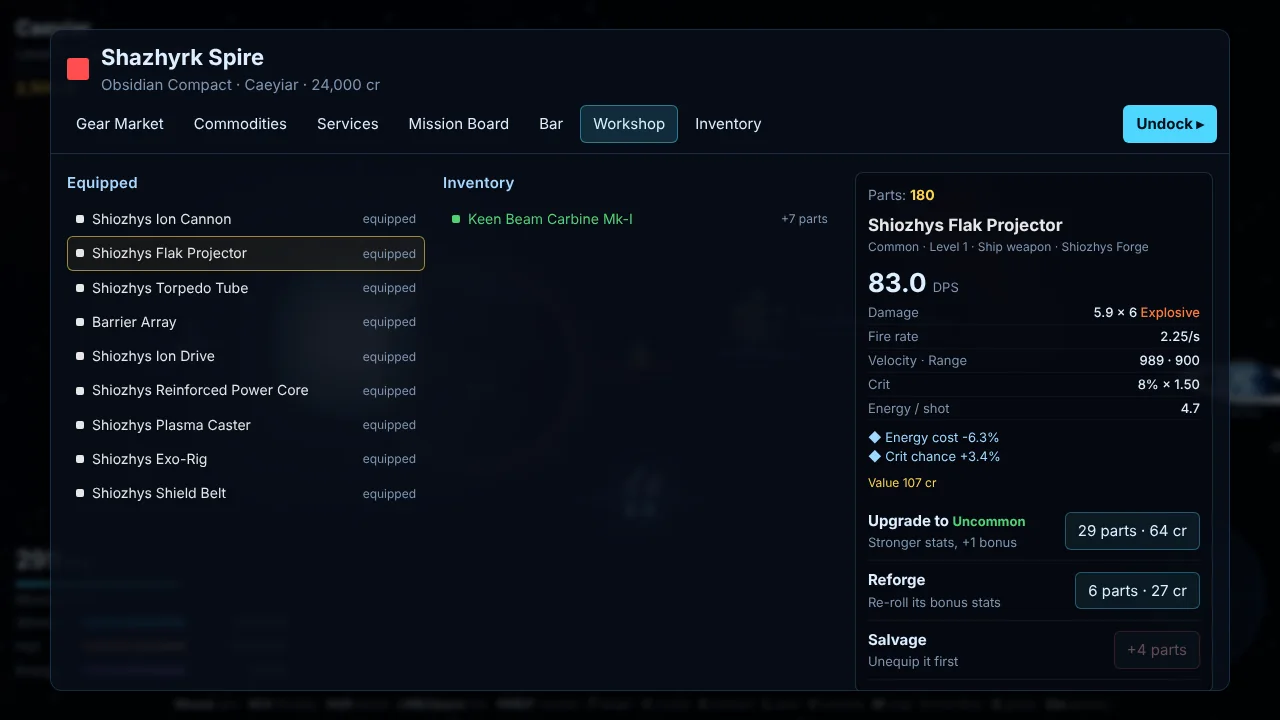 Shazhyrk Spire
Obsidian Compact · Caeyiar · 24,000 cr
Gear Market Commodities Services Mission Board Bar Workshop Inventory Undock ▸
Equipped
Shiozhys Ion Cannon equipped
Shiozhys Flak Projector equipped
Shiozhys Torpedo Tube equipped
Barrier Array equipped
Shiozhys Ion Drive equipped
Shiozhys Reinforced Power Core equipped
Shiozhys Plasma Caster equipped
Shiozhys Exo-Rig equipped
Shiozhys Shield Belt equipped
Inventory
Keen Beam Carbine Mk-I +7 parts
Parts: 180
Shiozhys Flak Projector
Common · Level 1 · Ship weapon · Shiozhys Forge
83.0 DPS
Damage 5.9 × 6 Explosive
Fire rate 2.25/s
Velocity · Range 989 · 900
Crit 8% × 1.50
Energy / shot 4.7
◆ Energy cost -6.3%
◆ Crit chance +3.4%
Value 107 cr
Upgrade to Uncommon
Stronger stats, +1 bonus
29 parts · 64 cr
Reforge
Re-roll its bonus stats
6 parts · 27 cr
Salvage
Unequip it first
+4 parts